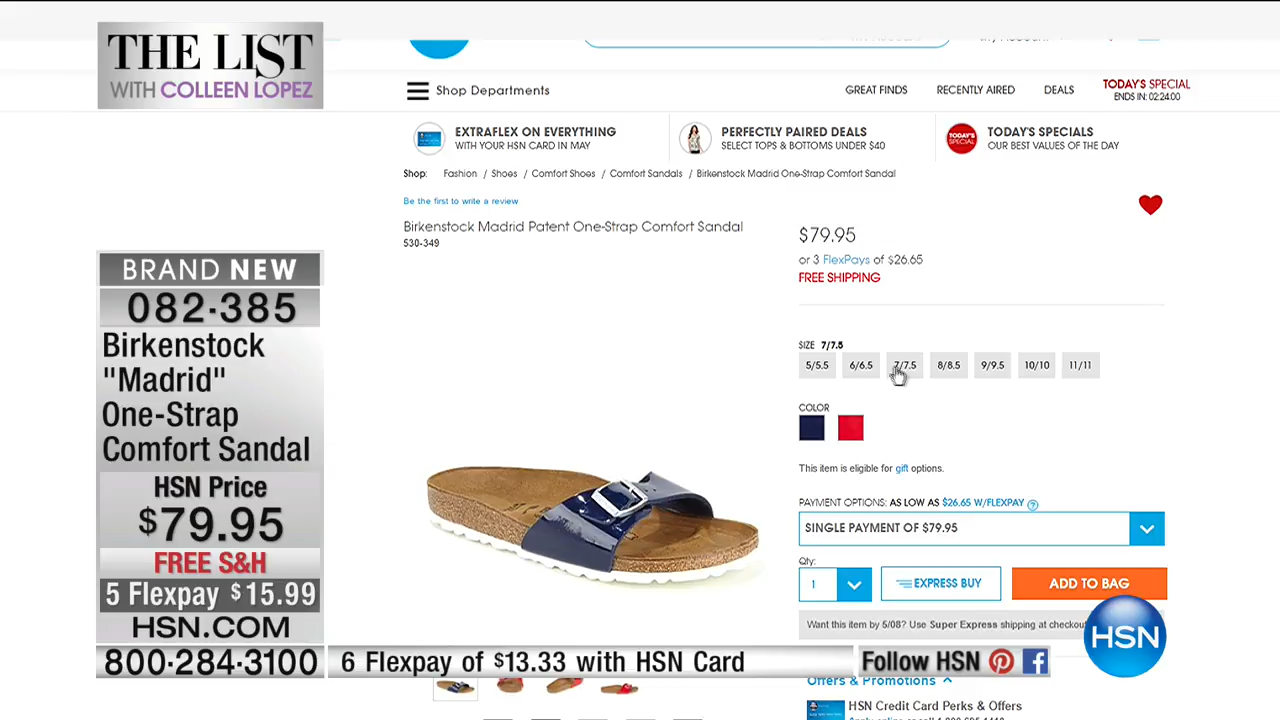 THE LIST
WITH COLLEEN LOPEZ
Shop Departments
GREAT FINDS
RECENTLY AIRED
DEALS
TODAY'S SPECIAL
ENDS IN: 02:24:00
EXTRAFLEX ON EVERYTHING
WITH YOUR HSN CARD IN MAY
PERFECTLY PAIRED DEALS
SELECT TOPS & BOTTOMS UNDER $40
TODAY'S SPECIAL
TODAY'S SPECIALS
OUR BEST VALUES OF THE DAY
Shop: Fashion / Shoes / Comfort Shoes / Comfort Sandals / Birkenstock Madrid One-Strap Comfort Sandal
Be the first to write a review
Birkenstock Madrid Patent One-Strap Comfort Sandal
530-349
$79.95
or 3 FlexPays of $26.65
FREE SHIPPING
SIZE 7/7.5
5/5.5 6/6.5 7/7.5 8/8.5 9/9.5 10/10 11/11
COLOR
This item is eligible for gift options.
PAYMENT OPTIONS: AS LOW AS $26.65 W/FLEXPAY ?
SINGLE PAYMENT OF $79.95
Qty:
1
EXPRESS BUY
ADD TO BAG
Want this item by 5/08? Use Super Express shipping at checkout
Offers & Promotions
HSN Credit Card Perks & Offers
BRAND NEW
082-385
Birkenstock
"Madrid"
One-Strap
Comfort Sandal
HSN Price
$79.95
FREE S&H
5 Flexpay $15.99
HSN.COM
800-284-3100
6 Flexpay of $13.33 with HSN Card
Follow HSN
HSN